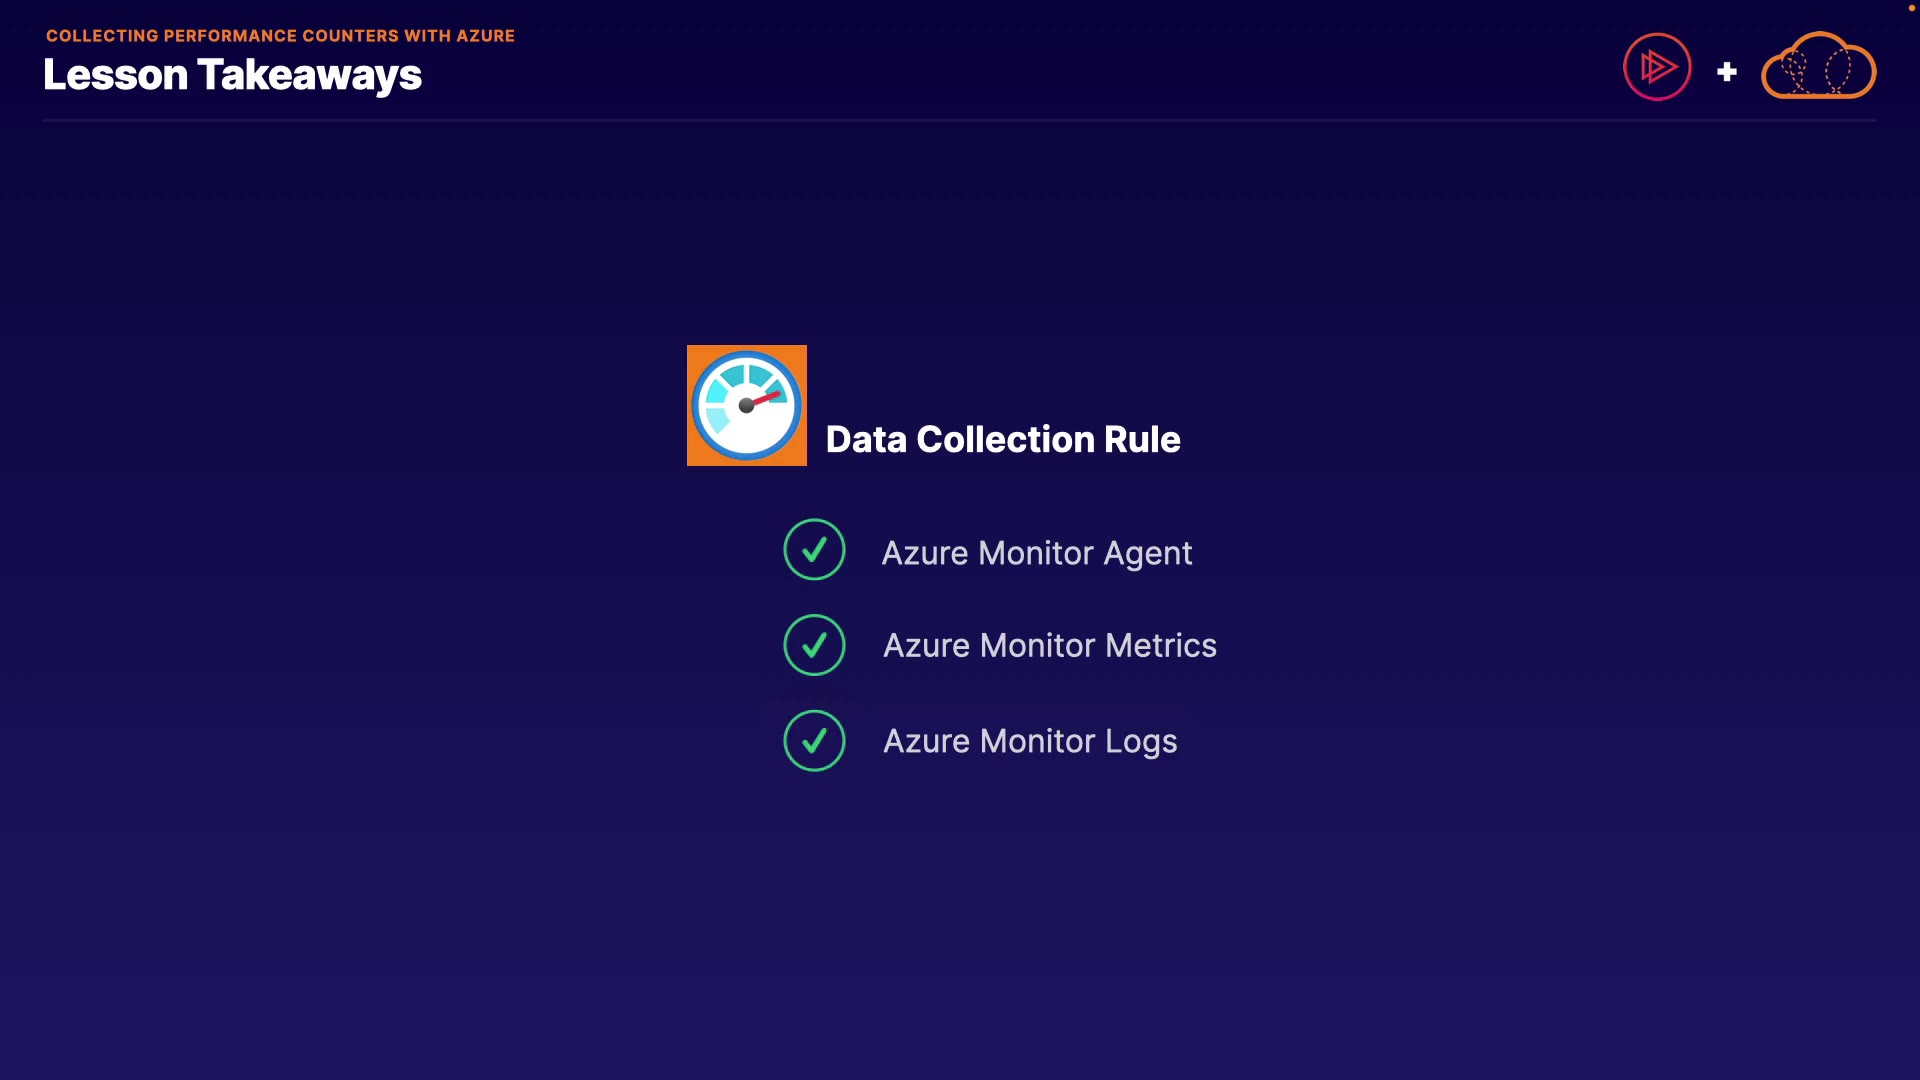 COLLECTING PERFORMANCE COUNTERS WITH AZURE
Lesson Takeaways
Data Collection Rule
Azure Monitor Agent
Azure Monitor Metrics
Azure Monitor Logs